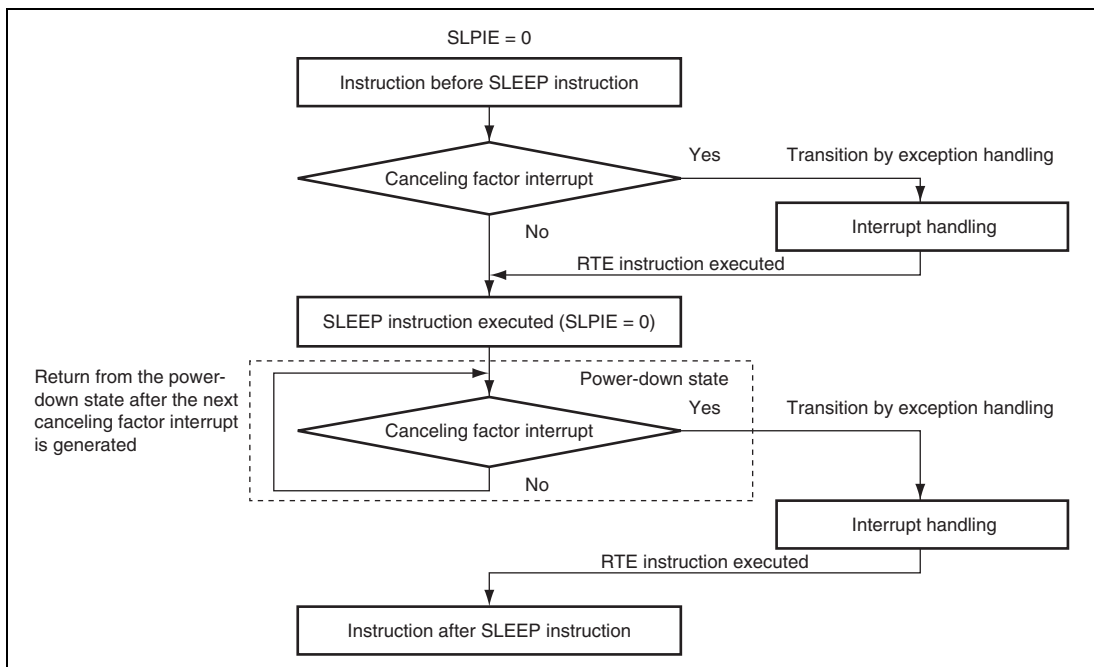 SLPIE = 0
Instruction before SLEEP instruction
Yes
Transition by exception handling
Canceling factor interrupt
Interrupt handling
No
RTE instruction executed
SLEEP instruction executed (SLPIE = 0)
Return from the power-
down state after the next
canceling factor interrupt
is generated
Power-down state
Yes
Transition by exception handling
Canceling factor interrupt
No
Interrupt handling
RTE instruction executed
Instruction after SLEEP instruction